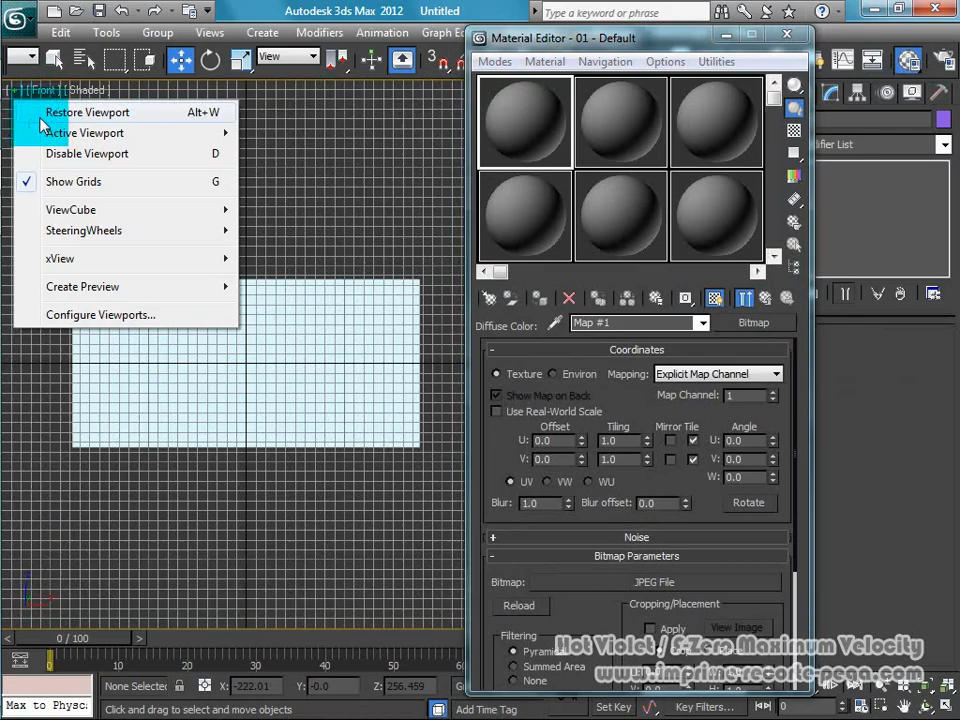 Autodesk 3ds Max 2012 Untitled
Type a keyword or phrase
Edit Tools Group Views Create Modifiers Animation Graph Ed
View
[ + ] [ Front ] [ Shaded ]
Restore Viewport Alt+W
Active Viewport
Disable Viewport D
Show Grids G
ViewCube
SteeringWheels
xView
Create Preview
Configure Viewports...
Material Editor - 01 - Default
Modes Material Navigation Options Utilities
difier List
Diffuse Color: Map #1 Bitmap
Coordinates
Texture Environ Mapping: Explicit Map Channel
Show Map on Back Map Channel: 1
Use Real-World Scale
Offset Tiling Mirror Tile Angle
U: 0.0 1.0 U: 0.0
V: 0.0 1.0 V: 0.0
W: 0.0
UV VW WU
Blur: 1.0 Blur offset: 0.0 Rotate
Noise
Bitmap Parameters
Bitmap: JPEG File
Reload Cropping/Placement
Apply View Image
Filtering
Pyramidal
Summed Area
None
Hot Violet / fZero Maximum Velocity
www.imprime-recorte-pega.com
0 / 100
0 10 20 30 40 50 60
None Selected X: -222.01 Y: -0.0 Z: 256.459
Max to Physc
Click and drag to select and move objects
Add Time Tag
Set Key Key Filters... 0